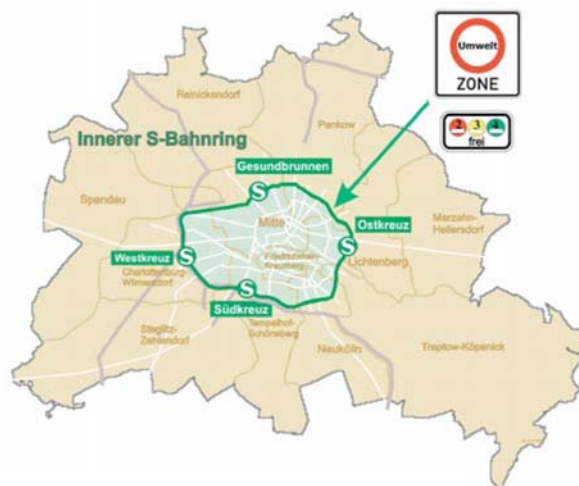 Umwelt
ZONE
2 3 4
frei
Reinickendorf
Pankow
Innerer S-Bahnring
Gesundbrunnen
S
Spandau
Mitte
Ostkreuz
Marzahn-
Hellersdorf
S
Westkreuz
S
Friedrichshain-
Kreuzberg
Lichtenberg
Charlottenburg-
Wilmersdorf
S
Südkreuz
Steglitz-
Zehlendorf
Tempelhof-
Schöneberg
Neukölln
Treptow-Köpenick